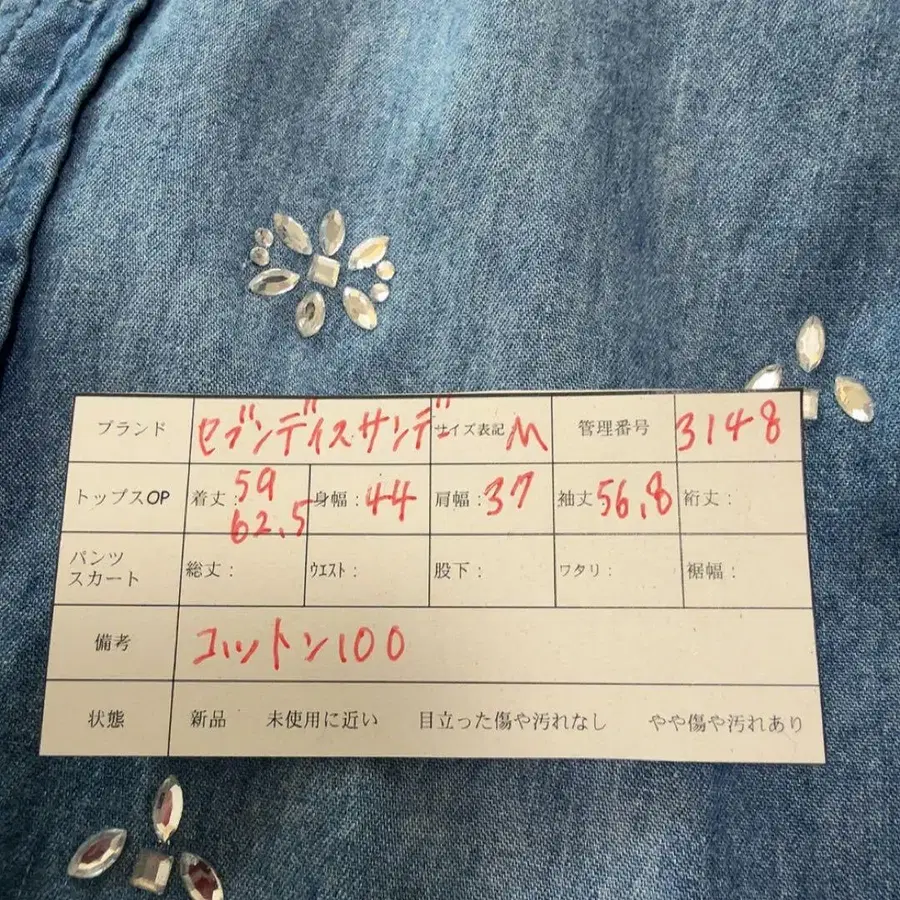 ブランド セブンデイスサンデー サイズ表記 M 管理番号 3148
トップスOP 着丈: 59 62.5 身幅: 44 肩幅: 37 袖丈 56.8 裄丈:
パンツ
スカート 総丈: ウエスト: 股下: ワタリ: 裾幅:
備考 コットン100
状態 新品 未使用に近い 目立った傷や汚れなし やや傷や汚れあり